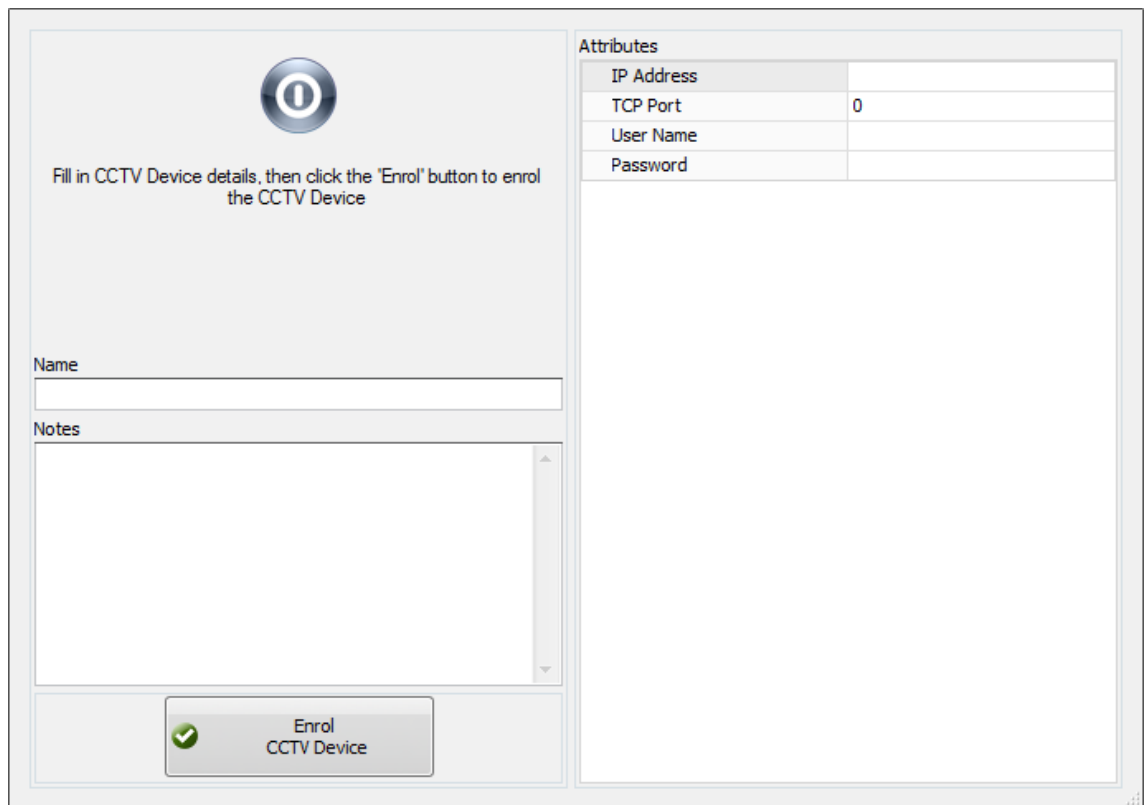 Fill in CCTV Device details, then click the 'Enrol' button to enrol
the CCTV Device
Name
Notes
Enrol
CCTV Device
Attributes
IP Address
TCP Port 0
User Name
Password